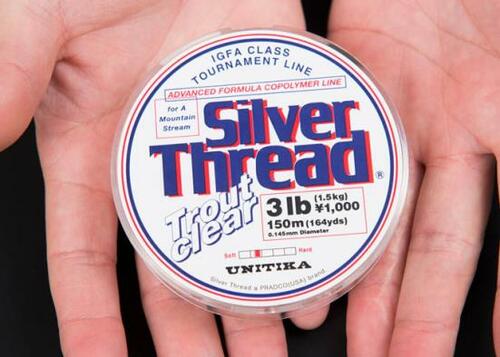 IGFA CLASS
TOURNAMENT LINE
ADVANCED FORMULA COPOLYMER LINE
for A
Mountain
Stream
Silver
Thread®
Trout
clear
3lb (1.5kg) ¥1,000
150m (164yds)
0.145mm Diameter
Soft Hard
UNITIKA
Silver Thread a PRADCO(USA) brand